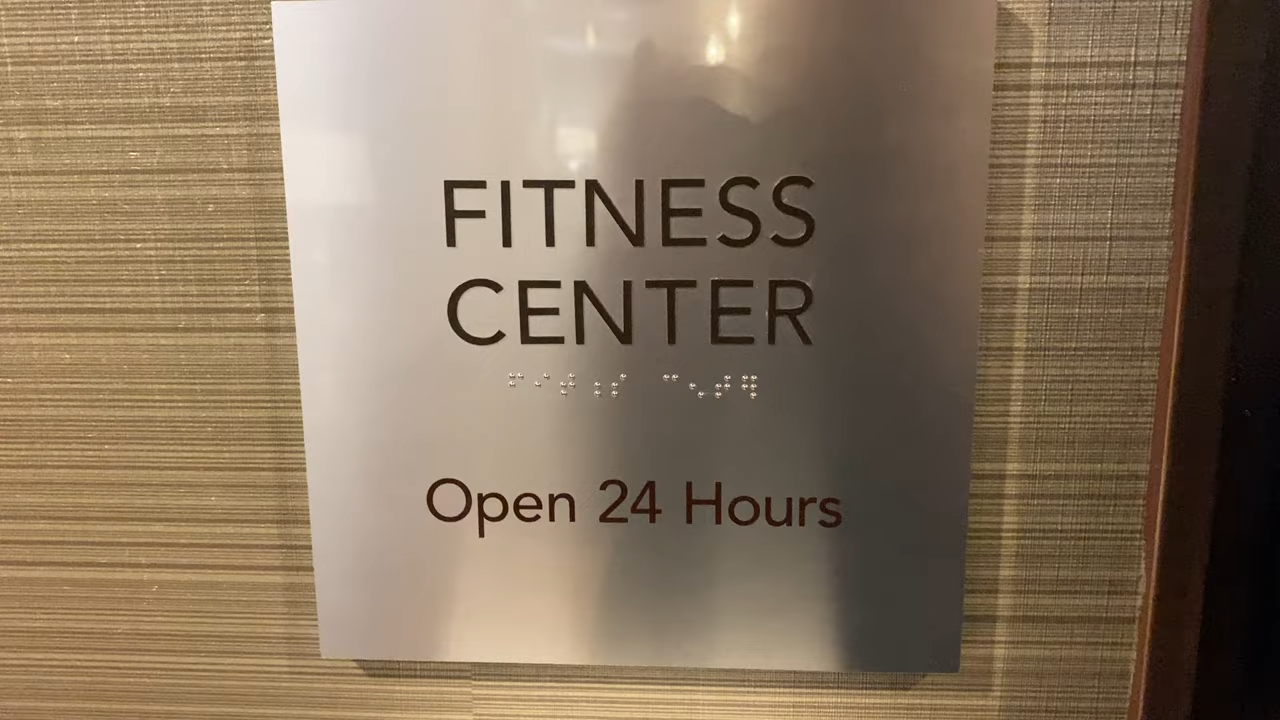 FITNESS
CENTER
⠋⠊⠞⠰⠎ ⠉⠢⠞⠻
Open 24 Hours